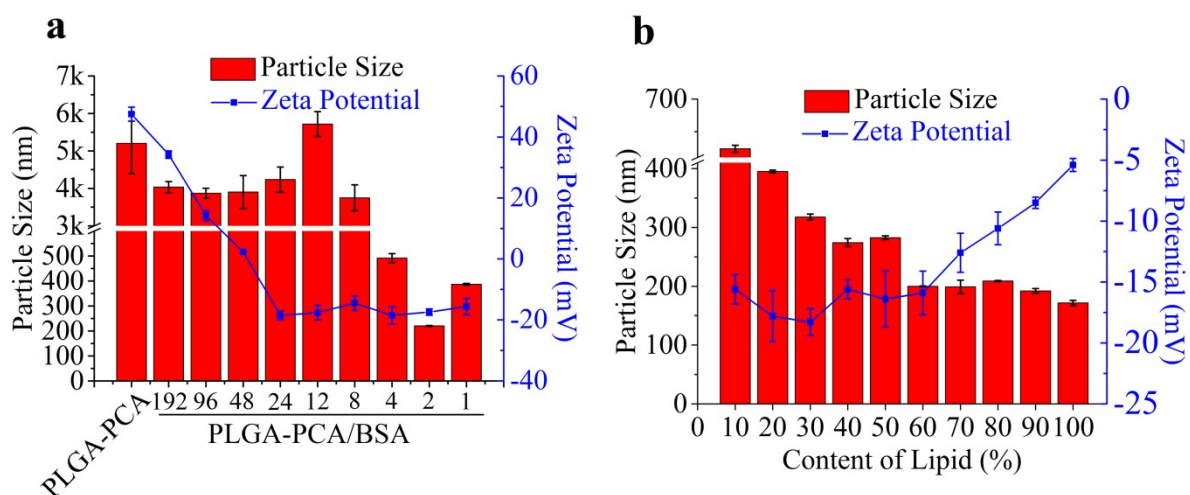 a
Particle Size
Zeta Potential
Particle Size (nm)
7k
6k
5k
4k
3k
500
400
300
200
100
0
60
40
20
0
-20
-40
Zeta Potential (mV)
PLGA-PCA 192 96 48 24 12 8 4 2 1
PLGA-PCA/BSA
b
Particle Size
Zeta Potential
Particle Size (nm)
700
400
300
200
100
0
0
-5
-10
-15
-20
-25
Zeta Potential (mV)
0 10 20 30 40 50 60 70 80 90 100
Content of Lipid (%)